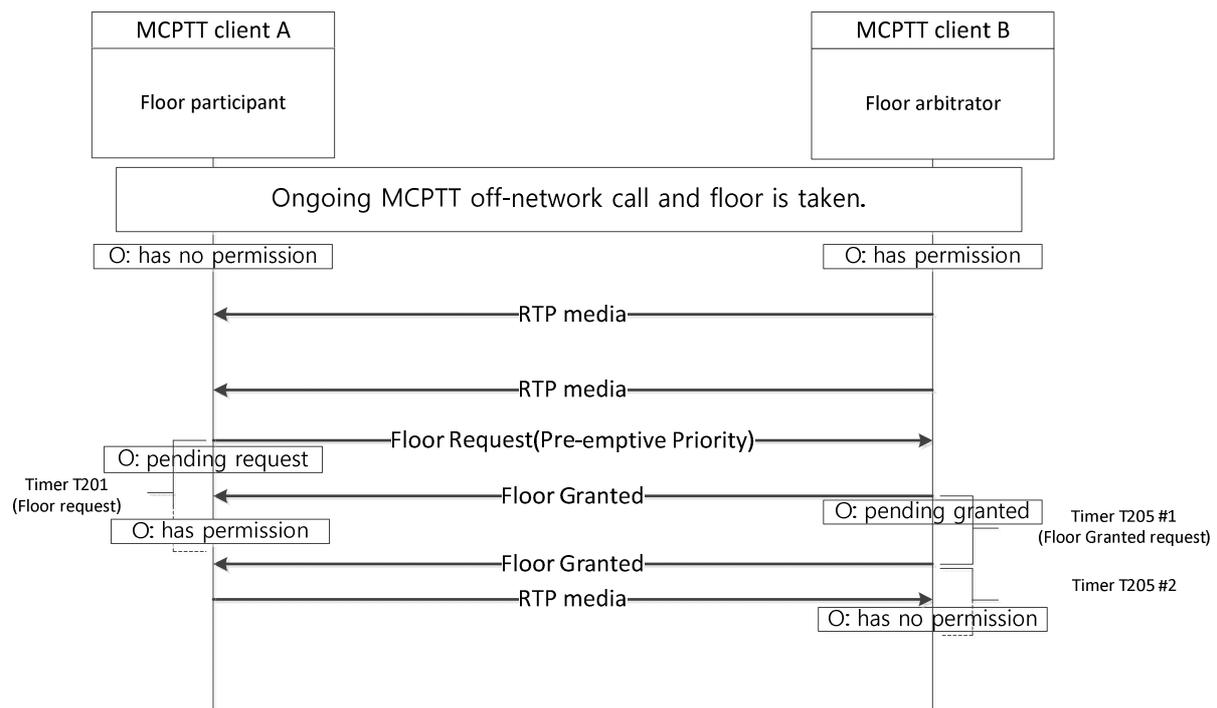 MCPTT client A
MCPTT client B
Floor participant
Floor arbitrator
Ongoing MCPTT off-network call and floor is taken.
O: has no permission
O: has permission
RTP media
RTP media
Floor Request(Pre-emptive Priority)
O: pending request
Timer T201
(Floor request)
Floor Granted
O: pending granted
Timer T205 #1
(Floor Granted request)
O: has permission
Floor Granted
Timer T205 #2
RTP media
O: has no permission